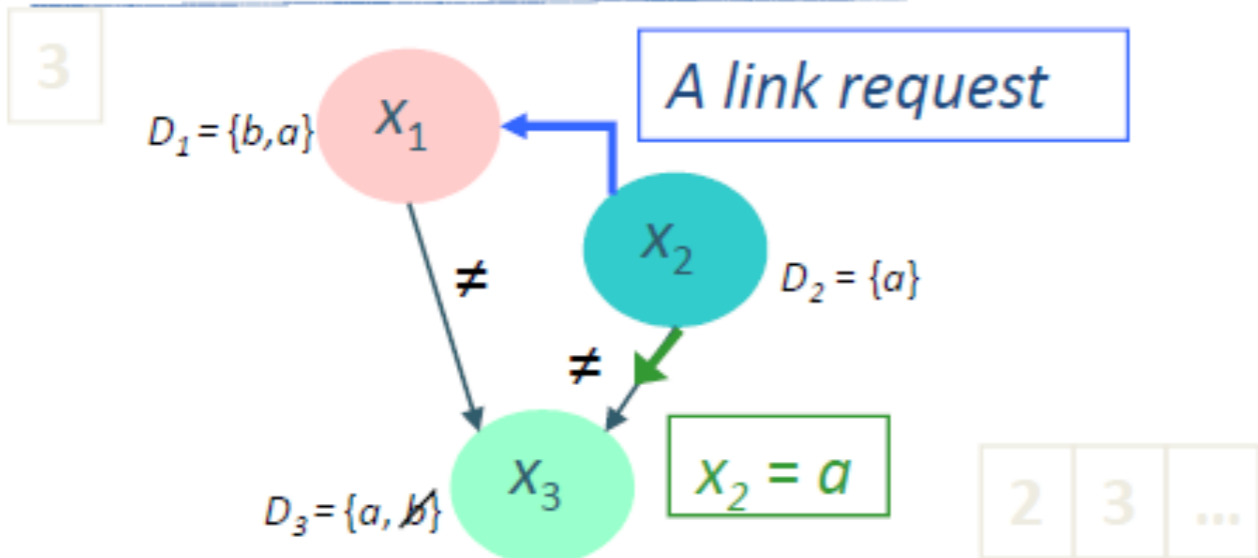 3
A link request
x₁
D₁ = {b,a}
x₂
≠
D₂ = {a}
≠
x₃
x₂ = a
D₃ = {a, b}
2 3 ...